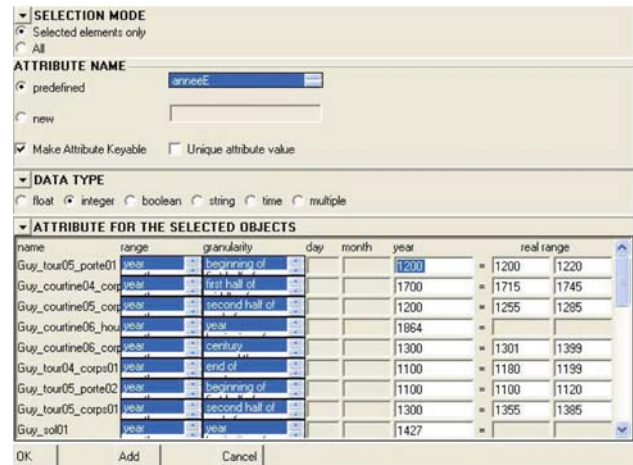 SELECTION MODE
Selected elements only
All
ATTRIBUTE NAME
predefined anneeE
new
Make Attribute Keyable Unique attribute value
DATA TYPE
float integer boolean string time multiple
ATTRIBUTE FOR THE SELECTED OBJECTS
name range granularity day month year real range
Guy_tour05_porte01 year beginning of 1200 = 1200 1220
Guy_courtine04_corp year first half of 1700 = 1715 1745
Guy_courtine05_corp year second half of 1200 = 1255 1285
Guy_courtine06_hou year year 1864 =
Guy_courtine06_corp year century 1300 = 1301 1399
Guy_tour04_corps01 year end of 1100 = 1180 1199
Guy_tour05_porte02 year beginning of 1100 = 1100 1120
Guy_tour05_corps01 year second half of 1300 = 1355 1385
Guy_sol01 year year 1427 =
OK Add Cancel